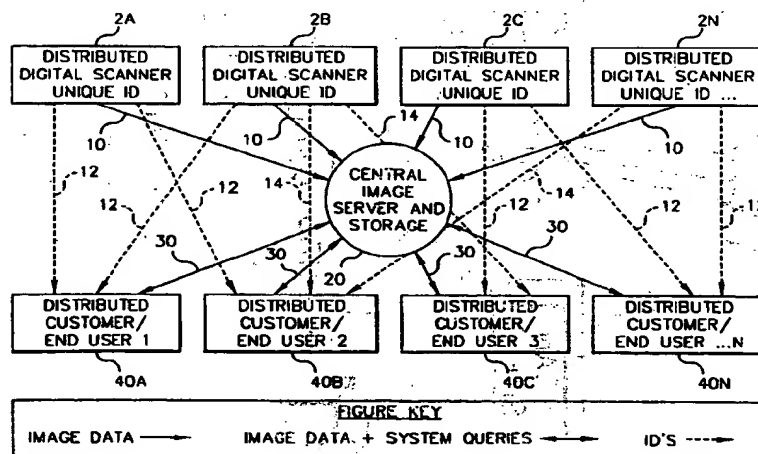 2A 2B 2C 2N
DISTRIBUTED
DIGITAL SCANNER
UNIQUE ID
DISTRIBUTED
DIGITAL SCANNER
UNIQUE ID
DISTRIBUTED
DIGITAL SCANNER
UNIQUE ID
DISTRIBUTED
DIGITAL SCANNER
UNIQUE ID ...
10 10 14 10 10
12 12 14 12 14 12
12 12
CENTRAL
IMAGE
SERVER AND
STORAGE
30 30 20 30 30
DISTRIBUTED
CUSTOMER/
END USER 1
DISTRIBUTED
CUSTOMER/
END USER 2
DISTRIBUTED
CUSTOMER/
END USER 3
DISTRIBUTED
CUSTOMER/
END USER ...N
40A 40B 40C 40N
FIGURE KEY
IMAGE DATA IMAGE DATA + SYSTEM QUERIES ID'S